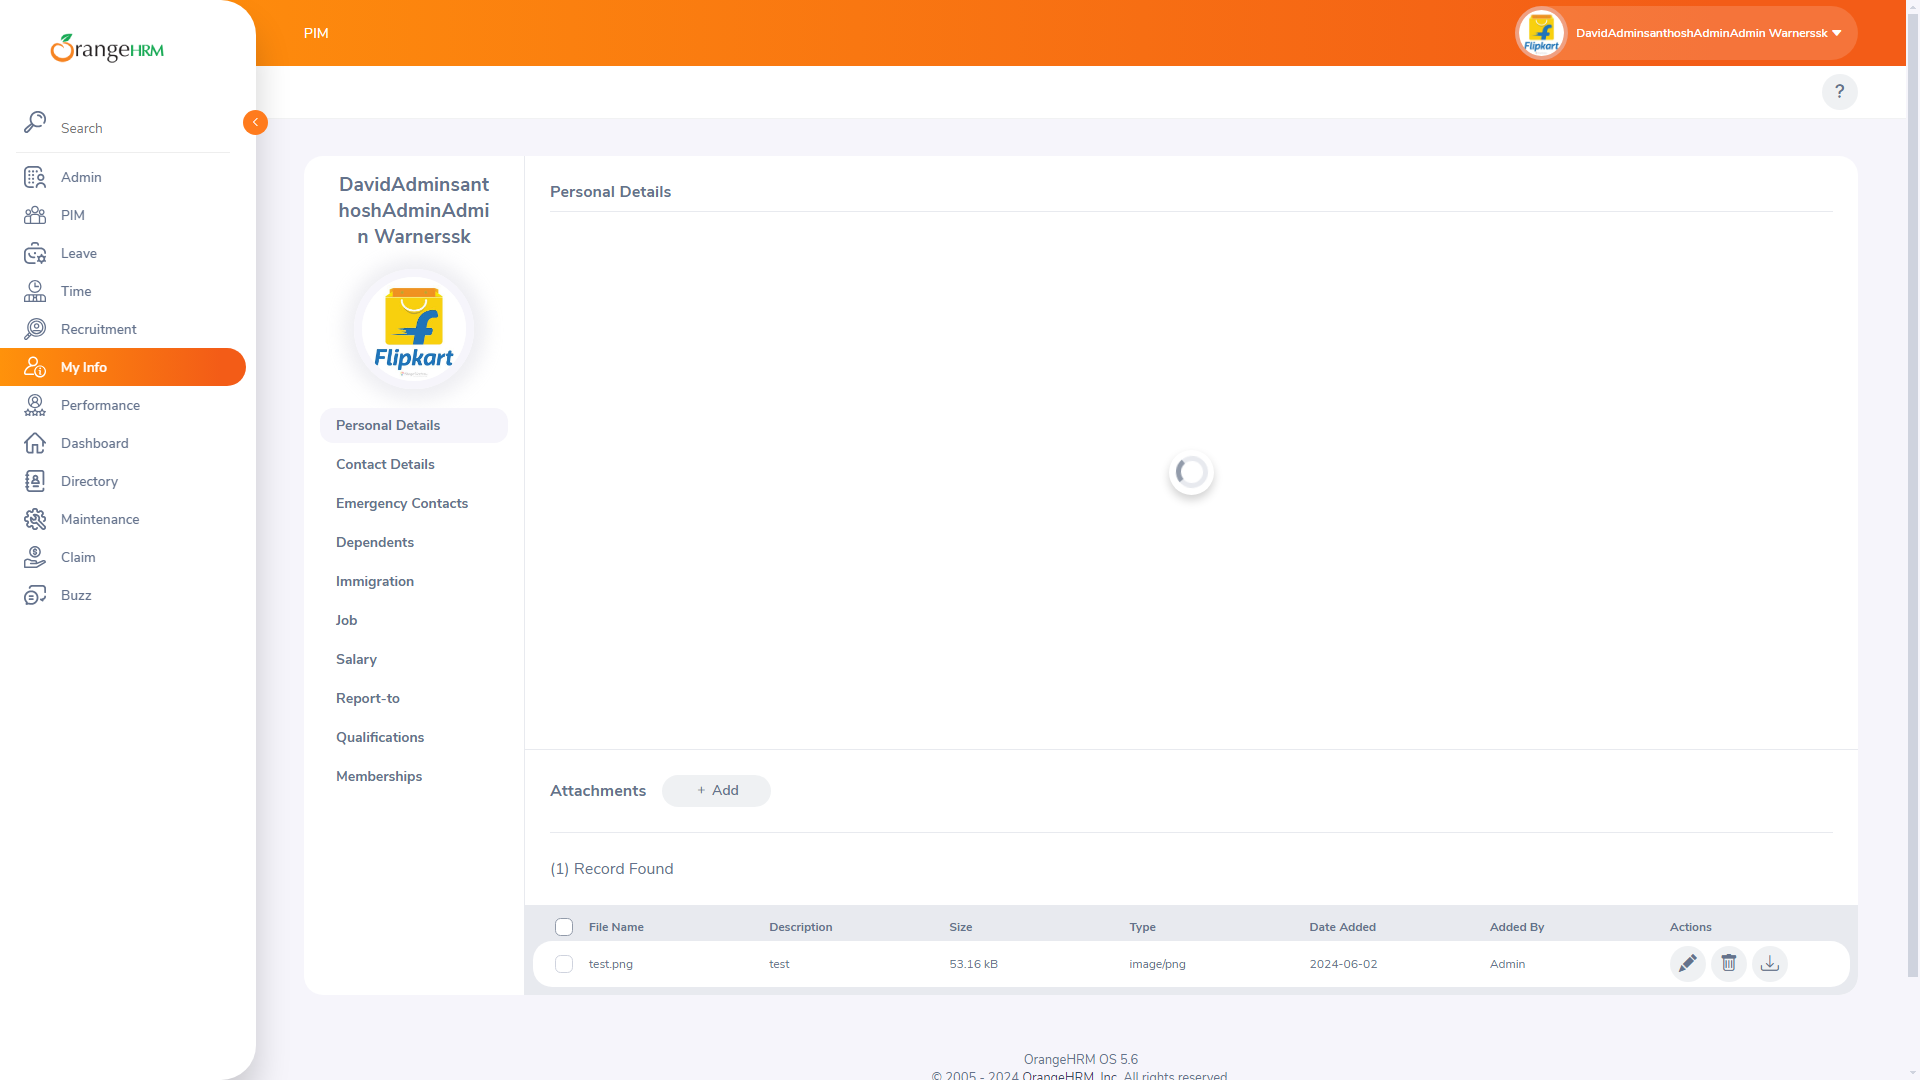 OrangeHRM
Search
Admin
PIM
Leave
Time
Recruitment
My Info
Performance
Dashboard
Directory
Maintenance
Claim
Buzz
PIM
Flipkart
DavidAdminsanthoshAdminAdmin Warnerssk
?
DavidAdminsant
hoshAdminAdmi
n Warnerssk
Flipkart
Personal Details
Contact Details
Emergency Contacts
Dependents
Immigration
Job
Salary
Report-to
Qualifications
Memberships
Personal Details
Attachments + Add
(1) Record Found
File Name Description Size Type Date Added Added By Actions
test.png test 53.16 kB image/png 2024-06-02 Admin
OrangeHRM OS 5.6
© 2005 - 2024 OrangeHRM, Inc. All rights reserved.